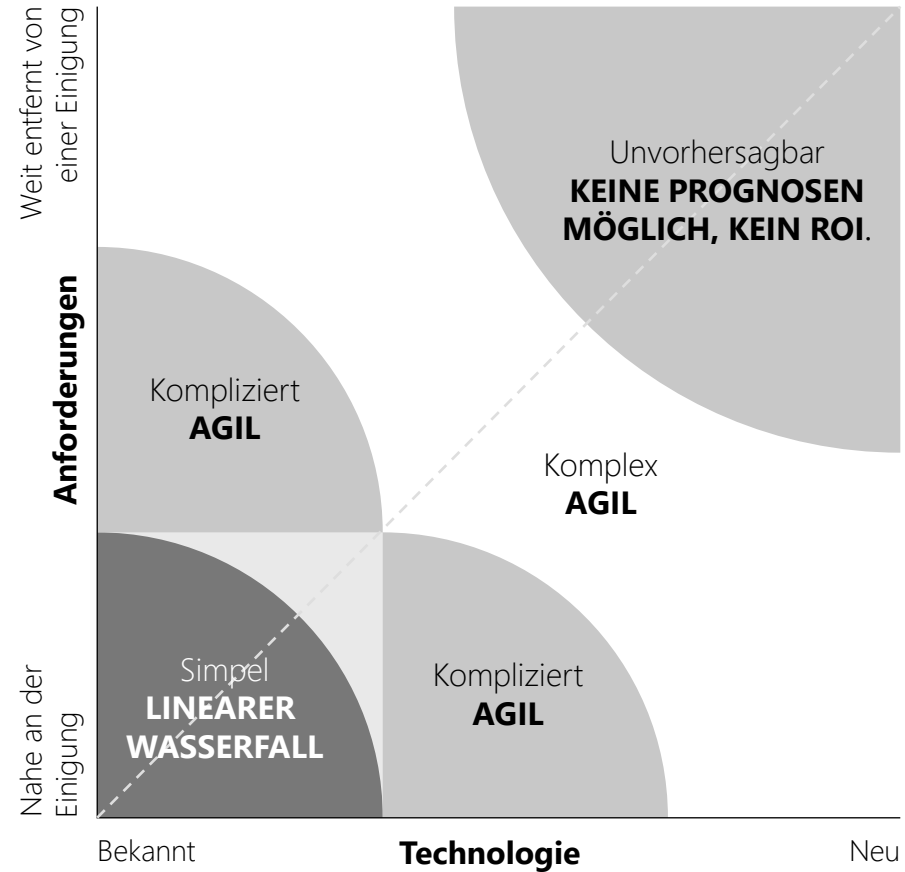 Weit entfernt von
einer Einigung
Unvorhersagbar
KEINE PROGNOSEN
MÖGLICH, KEIN ROI.
Anforderungen
Kompliziert
AGIL
Komplex
AGIL
Nahe an der
Einigung
Simpel
LINEARER
WASSERFALL
Kompliziert
AGIL
Bekannt
Technologie
Neu